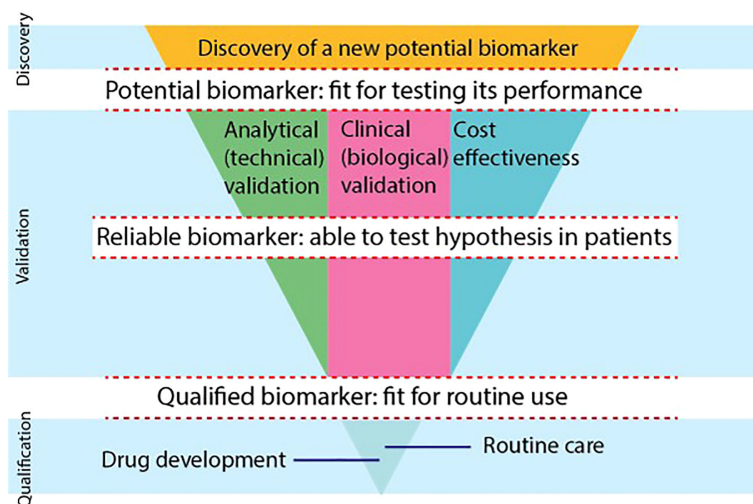 Discovery
Discovery of a new potential biomarker
Potential biomarker: fit for testing its performance
Validation
Analytical
(technical)
validation
Clinical
(biological)
validation
Cost
effectiveness
Reliable biomarker: able to test hypothesis in patients
Qualified biomarker: fit for routine use
Qualification
Drug development
Routine care